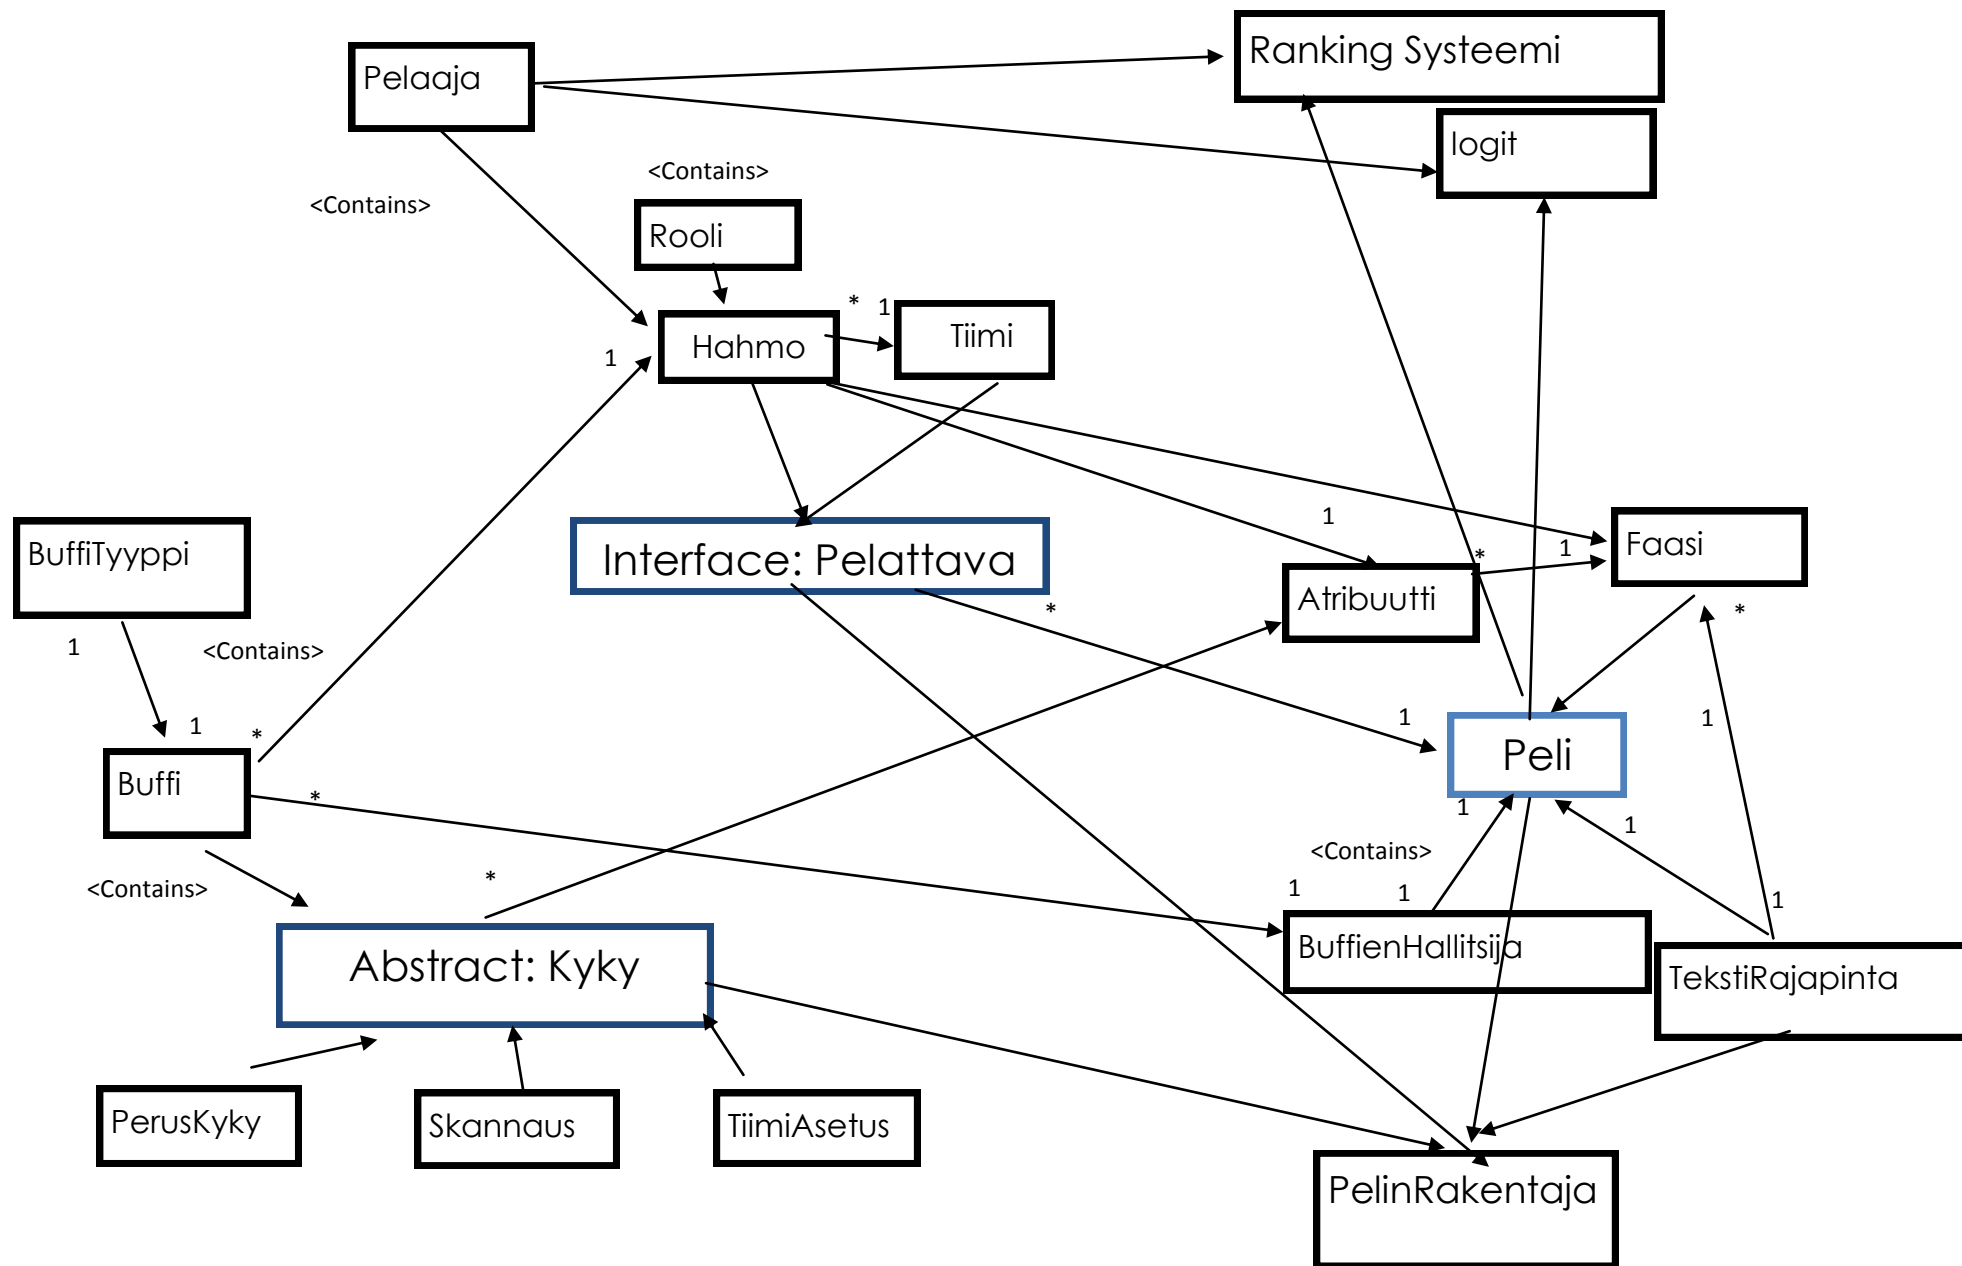 Ranking Systeemi
Pelaaja
logit
<Contains>
<Contains>
Rooli
* 1
Tiimi
Hahmo
1
1
BuffiTyyppi
Interface: Pelattava
* 1
Faasi
Atribuutti
*
*
1
<Contains>
1
*
1
1
Peli
Buffi
*
1
1
<Contains>
*
<Contains>
1
1
1
Abstract: Kyky
BuffienHallitsija
TekstiRajapinta
PerusKyky
Skannaus
TiimiAsetus
PelinRakentaja